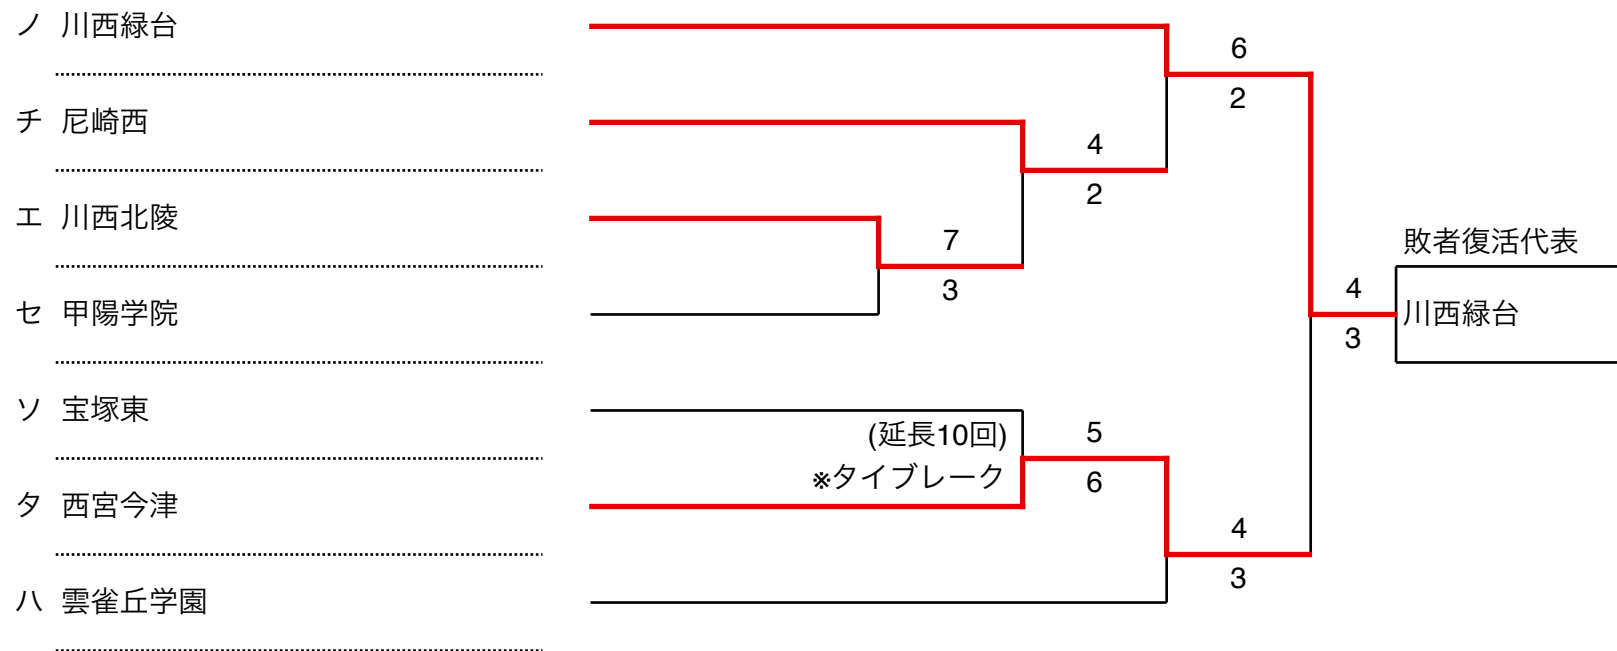 ノ 川西緑台
6
2
チ 尼崎西
4
2
エ 川西北陵
7
3
敗者復活代表
セ 甲陽学院
4
3
川西緑台
ソ 宝塚東
(延長10回)
※タイブレーク
5
6
タ 西宮今津
4
3
ハ 雲雀丘学園